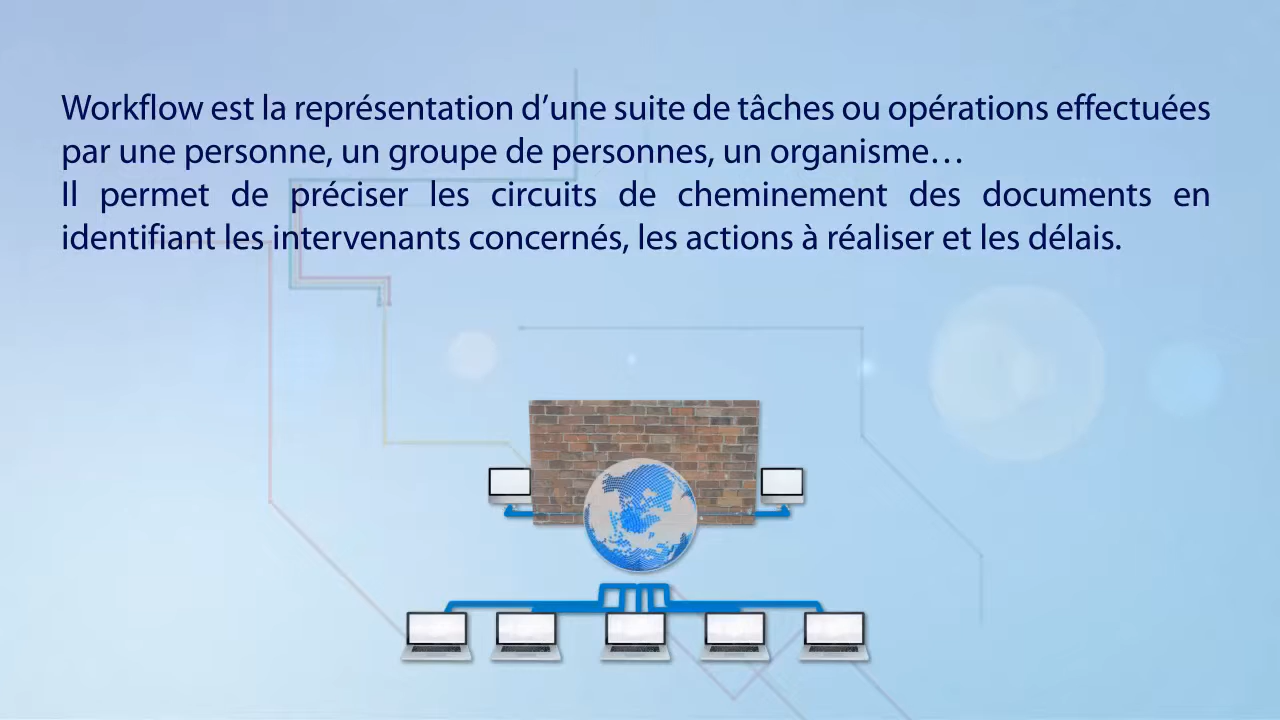 Workflow est la représentation d’une suite de tâches ou opérations effectuées
par une personne, un groupe de personnes, un organisme…
Il permet de préciser les circuits de cheminement des documents en
identifiant les intervenants concernés, les actions à réaliser et les délais.